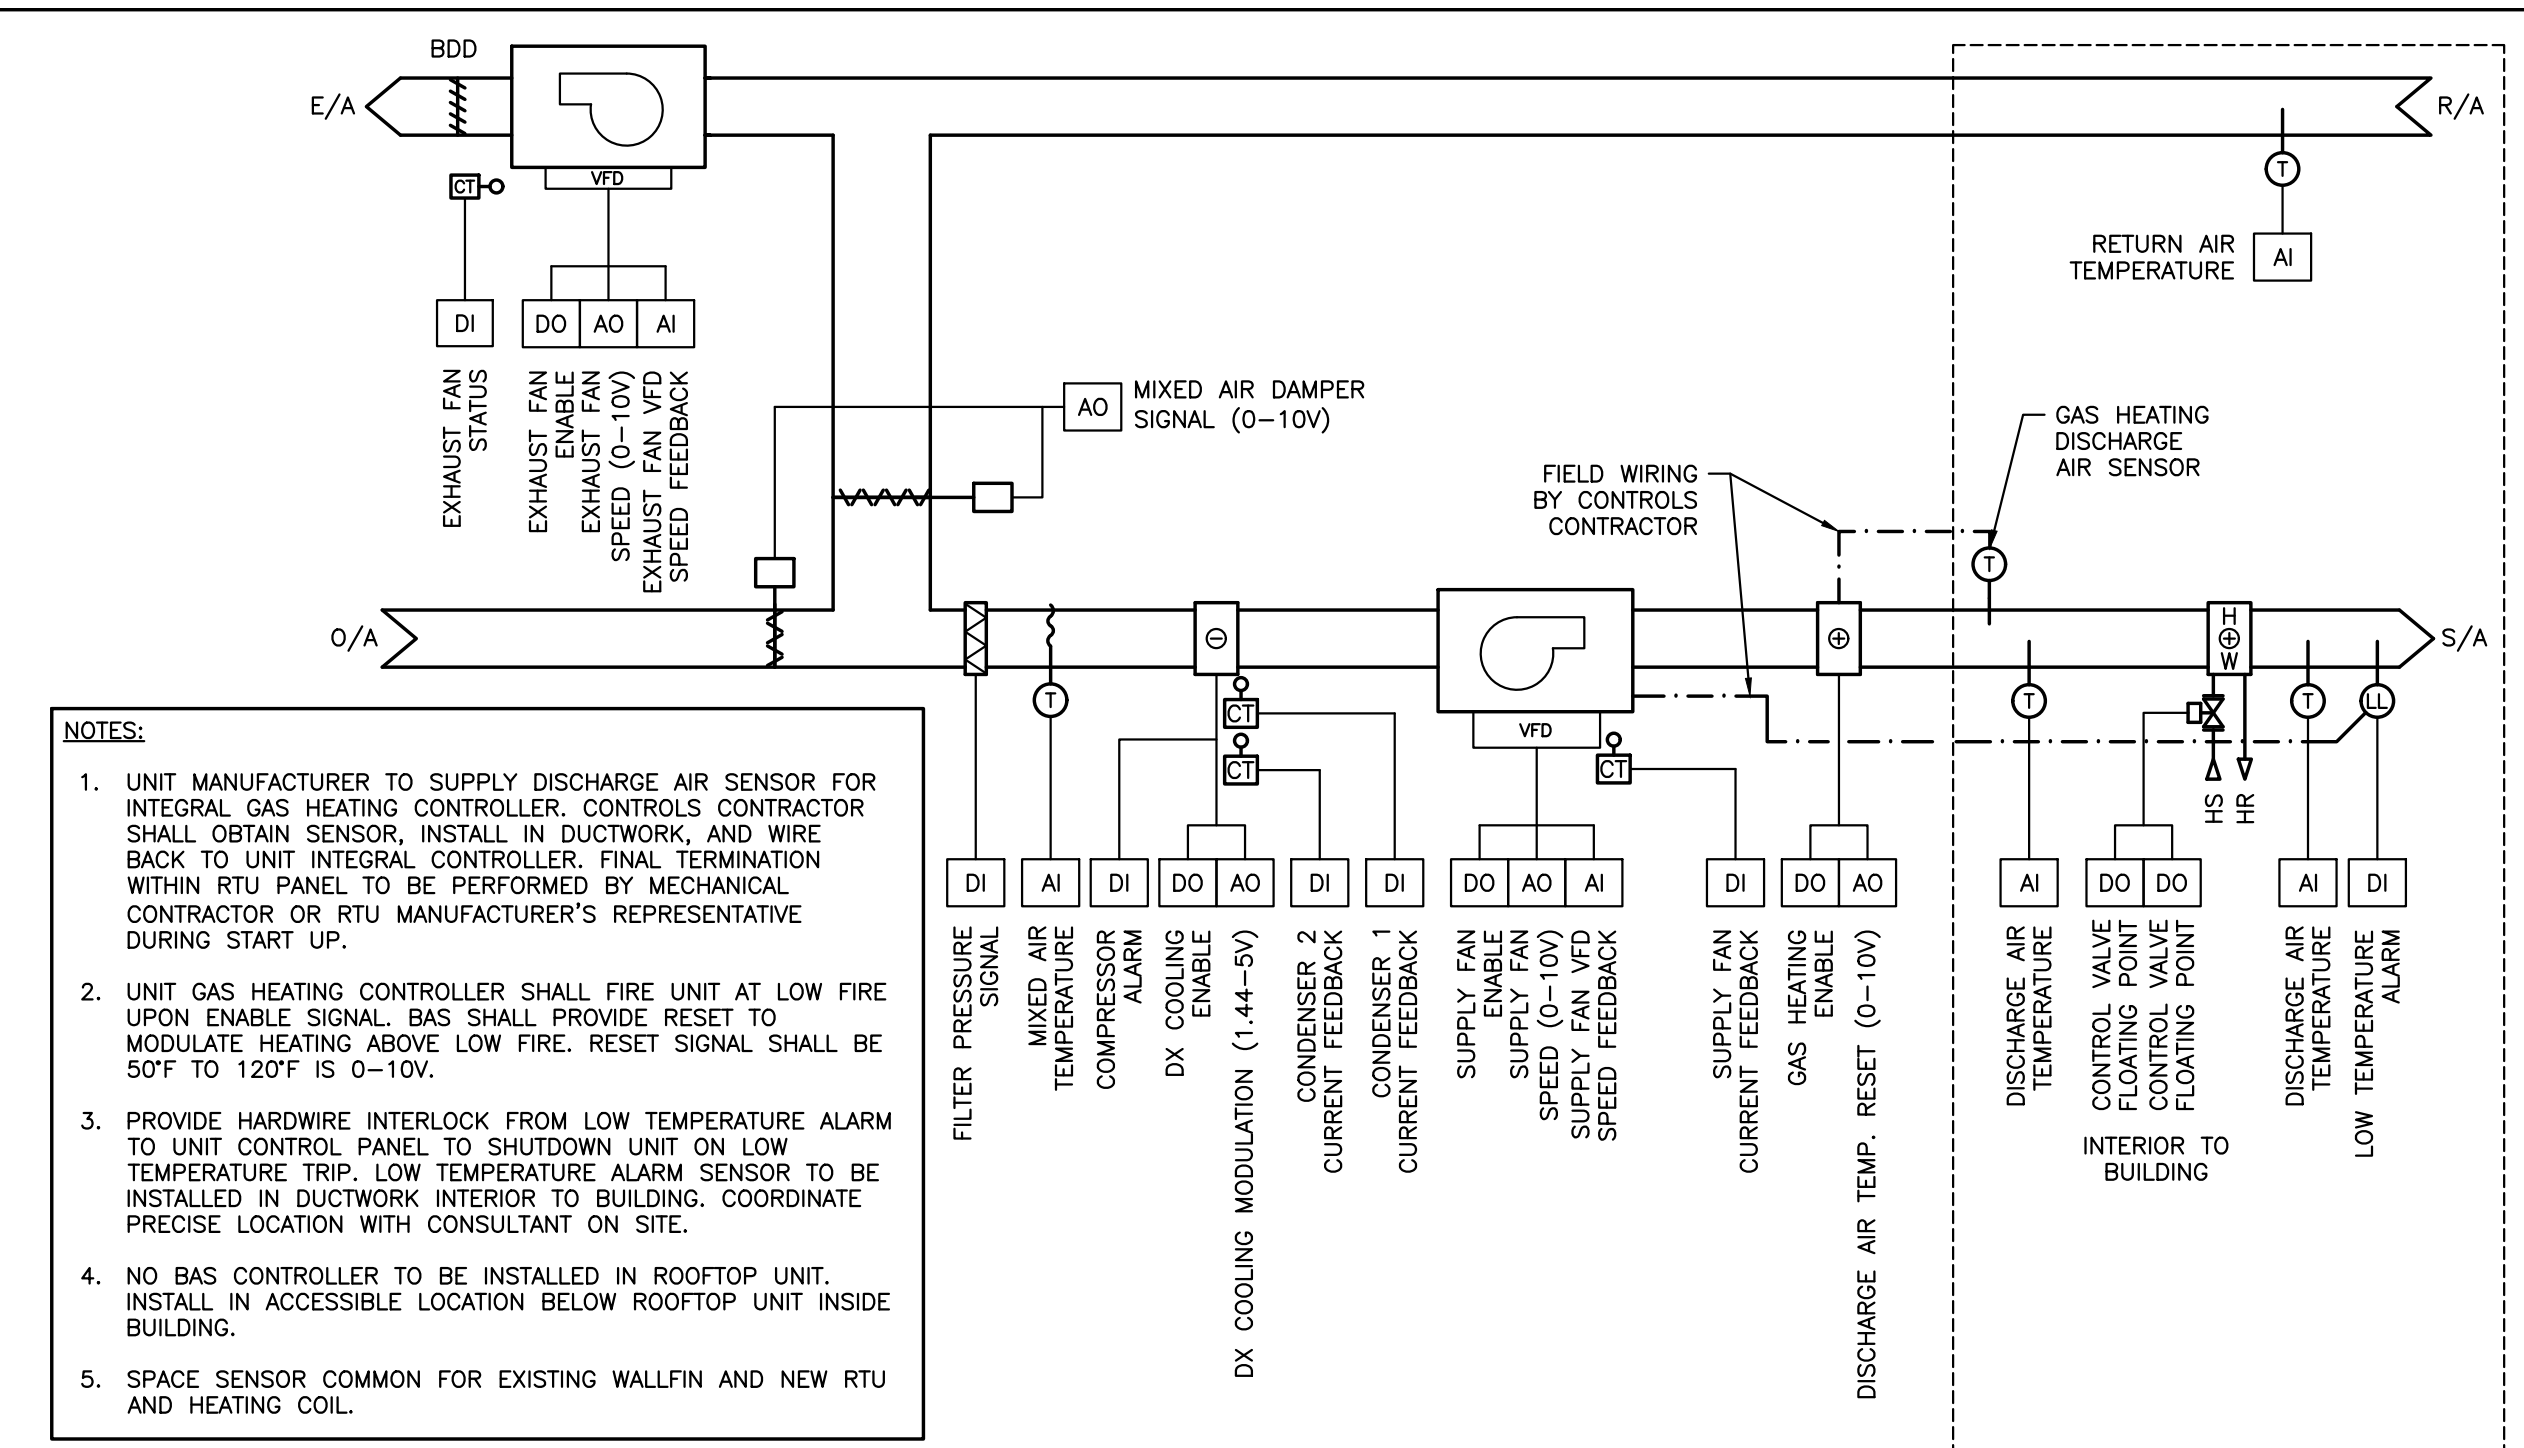 BDD
E/A
R/A
CT
VFD
T
RETURN AIR
TEMPERATURE
AI
DI
DO
AO
AI
EXHAUST FAN
STATUS
EXHAUST FAN
ENABLE
EXHAUST FAN
SPEED (0-10V)
EXHAUST FAN VFD
SPEED FEEDBACK
AO
MIXED AIR DAMPER
SIGNAL (0-10V)
FIELD WIRING
BY CONTROLS
CONTRACTOR
GAS HEATING
DISCHARGE
AIR SENSOR
T
O/A
H
W
S/A
T
CT
CT
VFD
CT
T
T
LL
HS
HR
DI
AI
DI
DO
AO
DI
DI
DO
AO
AI
DI
DO
AO
AI
DO
DO
AI
DI
FILTER PRESSURE
SIGNAL
MIXED AIR
TEMPERATURE
COMPRESSOR
ALARM
DX COOLING
ENABLE
DX COOLING MODULATION (1.44-5V)
CONDENSER 2
CURRENT FEEDBACK
CONDENSER 1
CURRENT FEEDBACK
SUPPLY FAN
ENABLE
SUPPLY FAN
SPEED (0-10V)
SUPPLY FAN VFD
SPEED FEEDBACK
SUPPLY FAN
CURRENT FEEDBACK
GAS HEATING
ENABLE
DISCHARGE AIR TEMP. RESET (0-10V)
DISCHARGE AIR
TEMPERATURE
CONTROL VALVE
FLOATING POINT
CONTROL VALVE
FLOATING POINT
DISCHARGE AIR
TEMPERATURE
LOW TEMPERATURE
ALARM
INTERIOR TO
BUILDING
NOTES:
1. UNIT MANUFACTURER TO SUPPLY DISCHARGE AIR SENSOR FOR
INTEGRAL GAS HEATING CONTROLLER. CONTROLS CONTRACTOR
SHALL OBTAIN SENSOR, INSTALL IN DUCTWORK, AND WIRE
BACK TO UNIT INTEGRAL CONTROLLER. FINAL TERMINATION
WITHIN RTU PANEL TO BE PERFORMED BY MECHANICAL
CONTRACTOR OR RTU MANUFACTURER'S REPRESENTATIVE
DURING START UP.
2. UNIT GAS HEATING CONTROLLER SHALL FIRE UNIT AT LOW FIRE
UPON ENABLE SIGNAL. BAS SHALL PROVIDE RESET TO
MODULATE HEATING ABOVE LOW FIRE. RESET SIGNAL SHALL BE
50°F TO 120°F IS 0-10V.
3. PROVIDE HARDWIRE INTERLOCK FROM LOW TEMPERATURE ALARM
TO UNIT CONTROL PANEL TO SHUTDOWN UNIT ON LOW
TEMPERATURE TRIP. LOW TEMPERATURE ALARM SENSOR TO BE
INSTALLED IN DUCTWORK INTERIOR TO BUILDING. COORDINATE
PRECISE LOCATION WITH CONSULTANT ON SITE.
4. NO BAS CONTROLLER TO BE INSTALLED IN ROOFTOP UNIT.
INSTALL IN ACCESSIBLE LOCATION BELOW ROOFTOP UNIT INSIDE
BUILDING.
5. SPACE SENSOR COMMON FOR EXISTING WALLFIN AND NEW RTU
AND HEATING COIL.